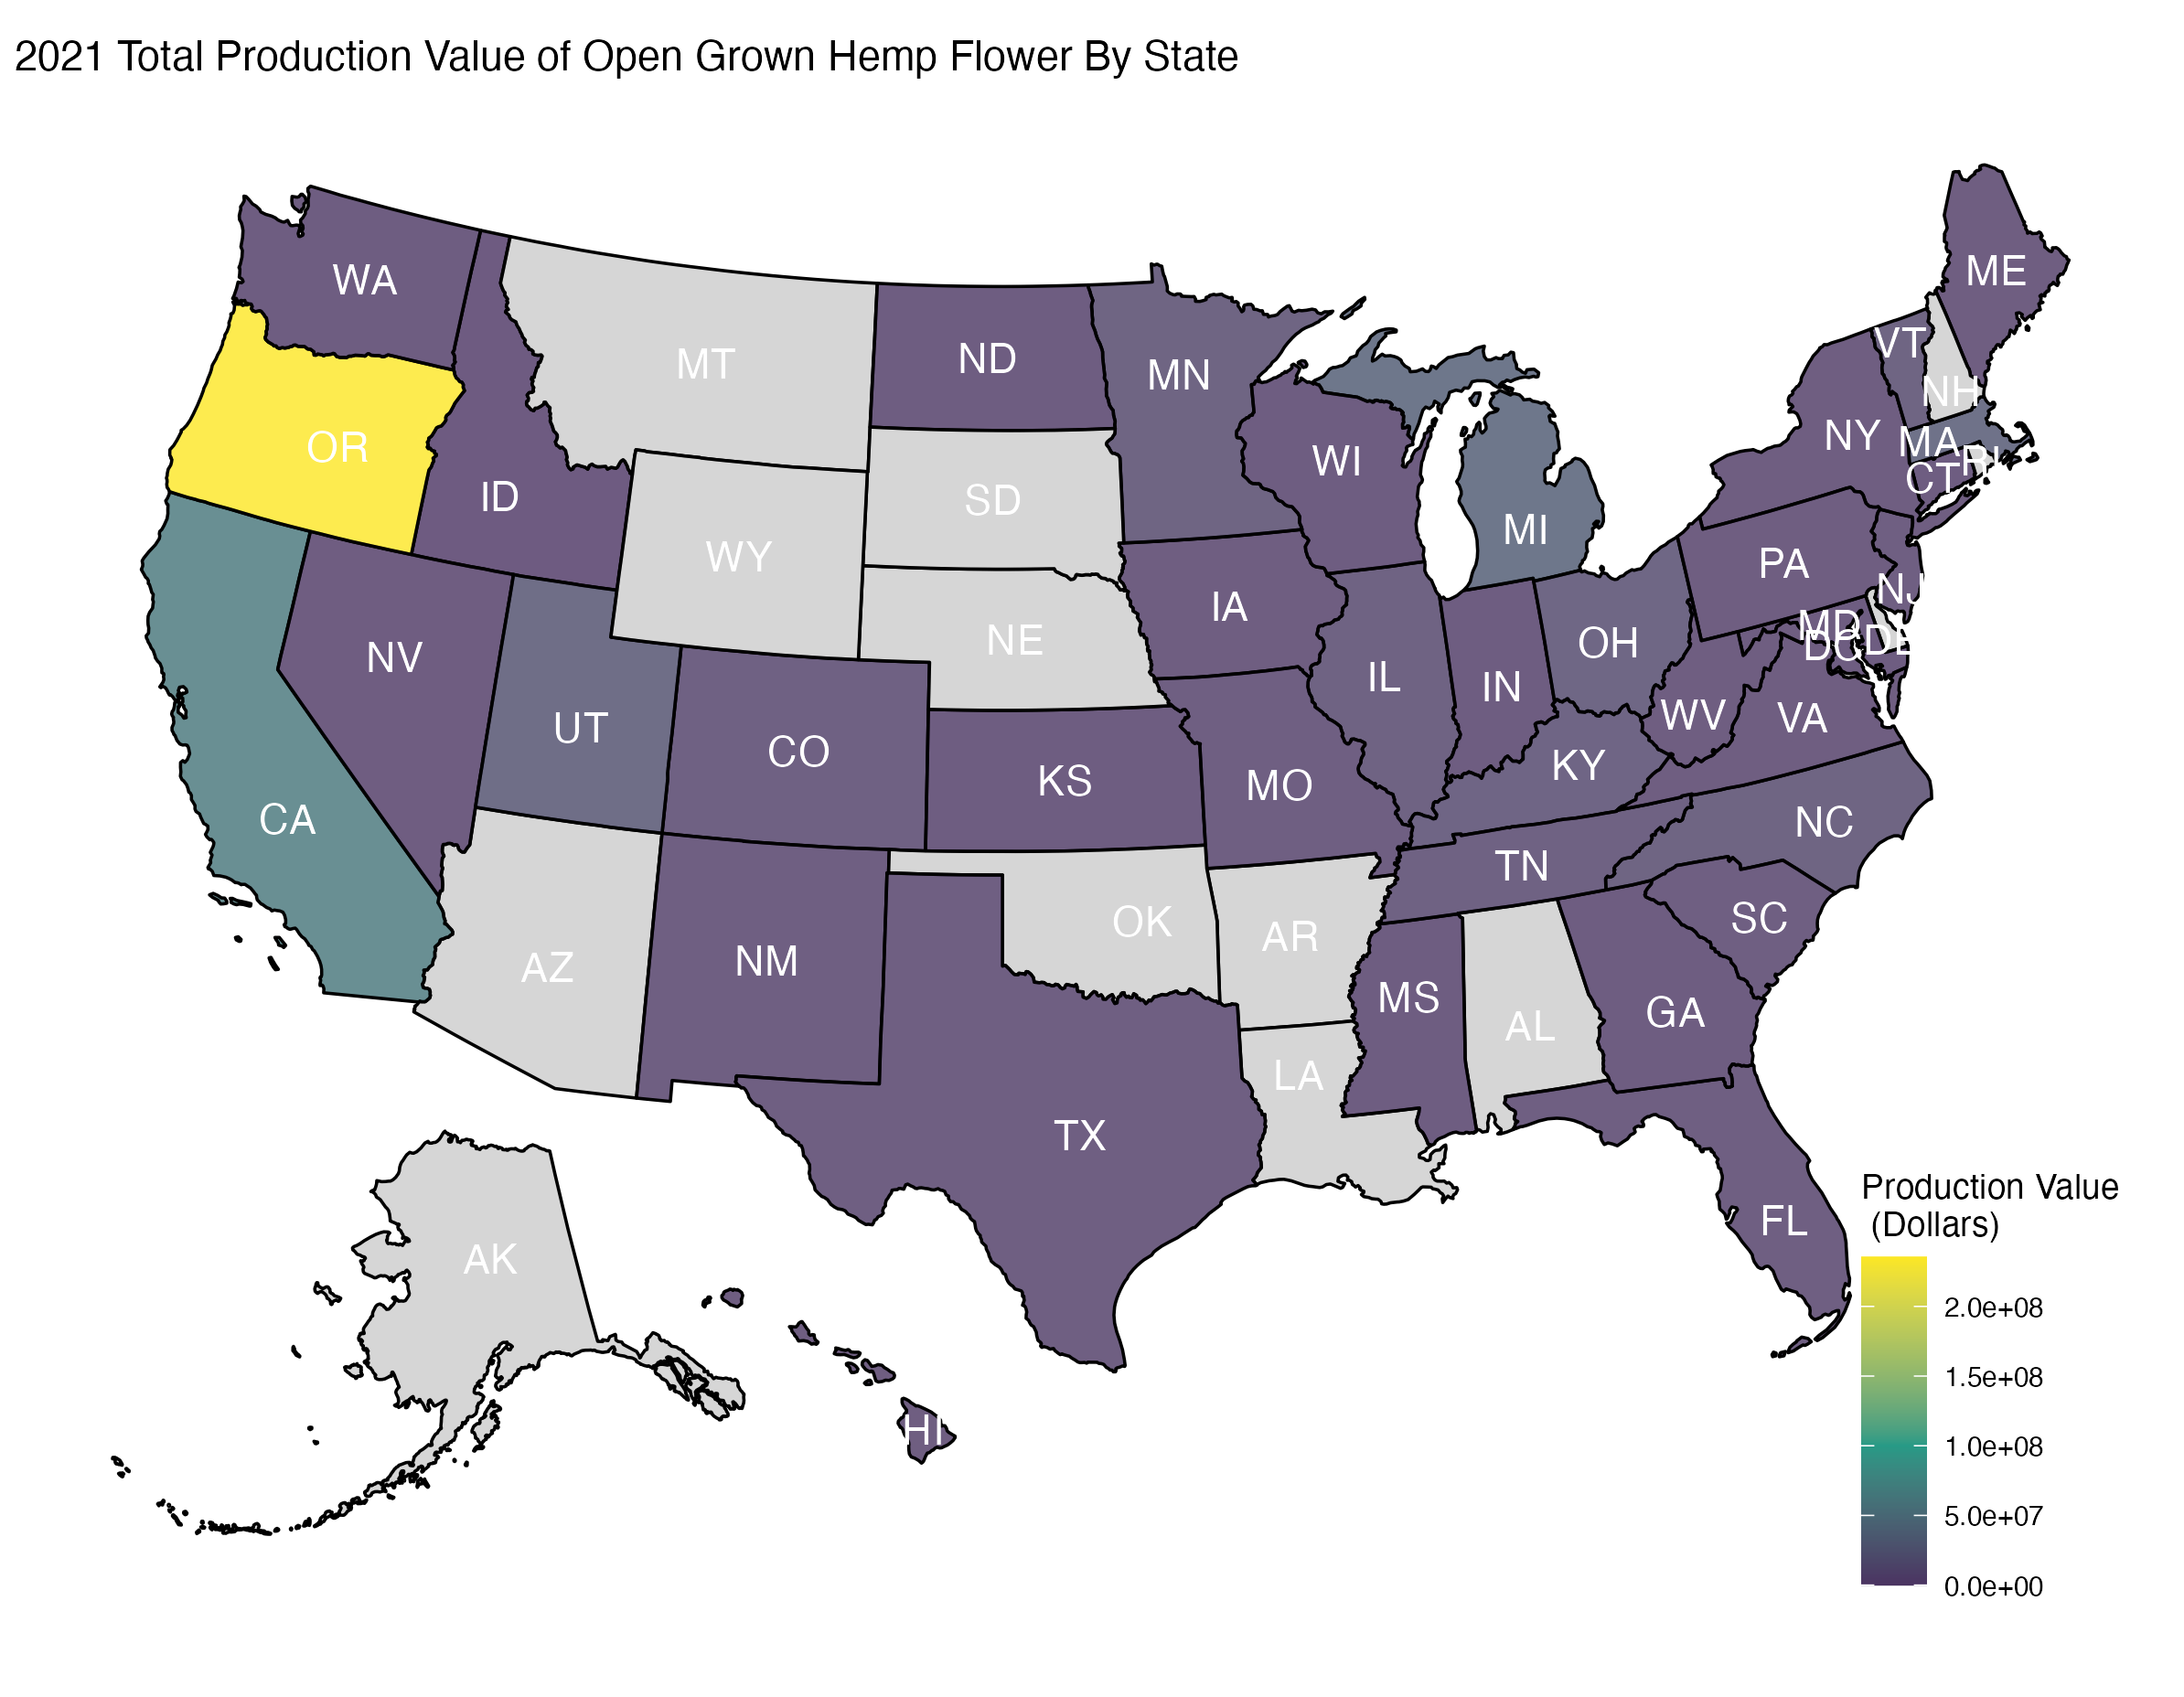 2021 Total Production Value of Open Grown Hemp Flower By State
ME
WA
VT
MT
ND
MN
NH
OR
NY
MA
RI
WI
CT
ID
SD
MI
WY
PA
NJ
IA
MD
NE
OH
DC
DE
NV
IL
IN
WV
VA
UT
CO
KY
KS
MO
CA
NC
TN
OK
SC
AR
NM
AZ
MS
GA
AL
LA
TX
FL
AK
HI
Production Value
(Dollars)
2.0e+08
1.5e+08
1.0e+08
5.0e+07
0.0e+00